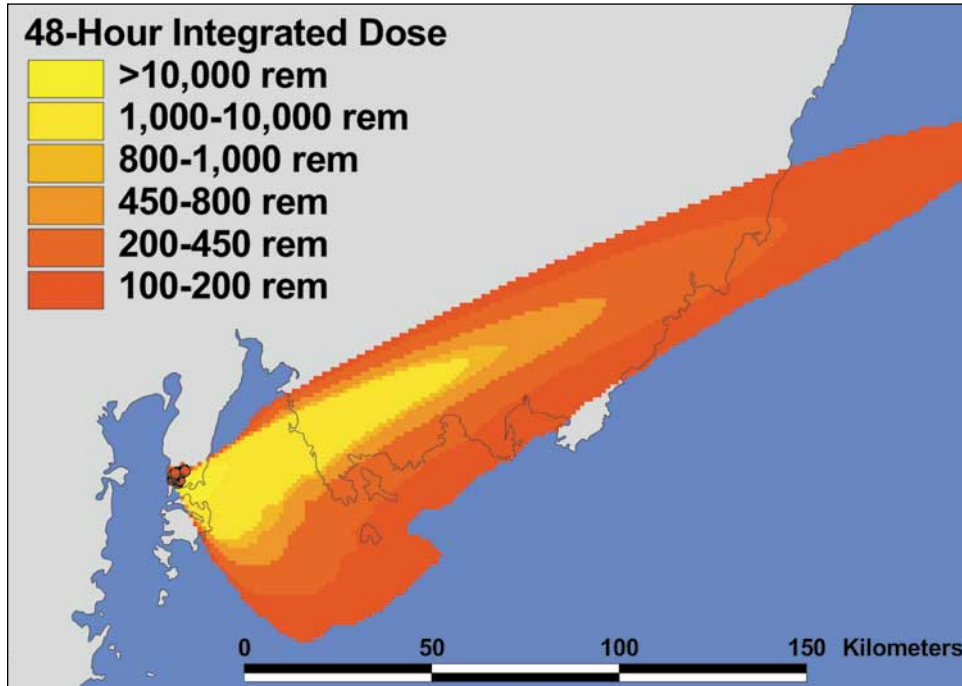 48-Hour Integrated Dose
>10,000 rem
1,000-10,000 rem
800-1,000 rem
450-800 rem
200-450 rem
100-200 rem
0 50 100 150 Kilometers